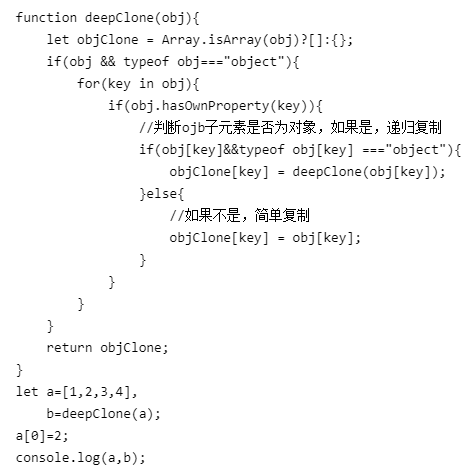 function deepClone(obj){
    let objClone = Array.isArray(obj)?[]:{};
    if(obj && typeof obj==="object"){
        for(key in obj){
            if(obj.hasOwnProperty(key)){
                //判断ojb子元素是否为对象，如果是，递归复制
                if(obj[key]&&typeof obj[key] ==="object"){
                    objClone[key] = deepClone(obj[key]);
                }else{
                    //如果不是，简单复制
                    objClone[key] = obj[key];
                }
            }
        }
    }
    return objClone;
}
let a=[1,2,3,4],
    b=deepClone(a);
a[0]=2;
console.log(a,b);